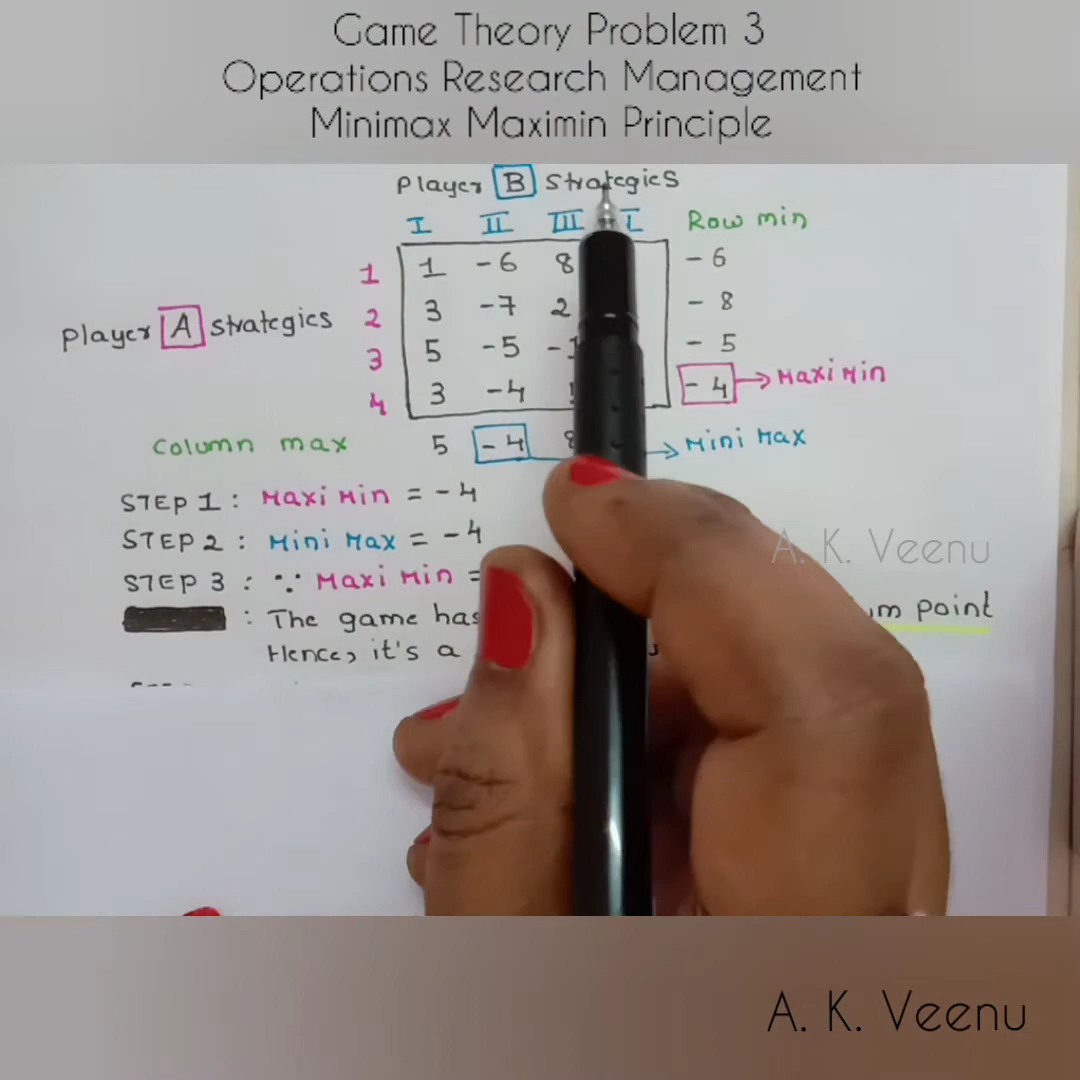 Game Theory Problem 3
Operations Research Management
Minimax Maximin Principle
Player B Strategies
I II III Row min
1 1 -6 8 -6
2 3 -7 2 -8
Player A Strategies
3 5 -5 - -5
4 3 -4 -4 → Maxi Min
Column max 5 -4 8 → Mini Max
STEP 1 : Maxi Min = -4
STEP 2 : Mini Max = -4
STEP 3 : ∵ Maxi Min =
A. K. Veenu
: The game has point
Hence, it's a
A. K. Veenu